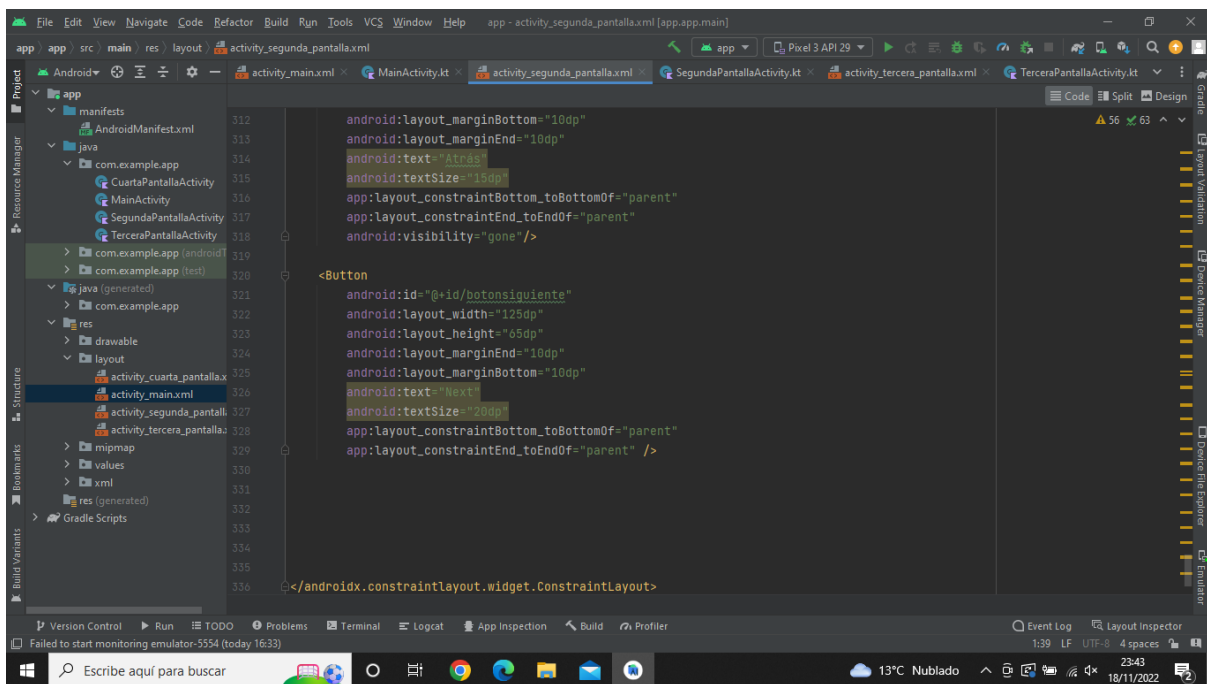 File Edit View Navigate Code Refactor Build Run Tools VCS Window Help app - activity_segunda_pantalla.xml [app.app.main]
app app src main res layout activity_segunda_pantalla.xml app Pixel 3 API 29
Android activity_main.xml MainActivity.kt activity_segunda_pantalla.xml SegundaPantallaActivity.kt activity_tercera_pantalla.xml TerceraPantallaActivity.kt
Code Split Design
56 63
Project
Resource Manager
Structure
Bookmarks
Build Variants
app
manifests
AndroidManifest.xml
java
com.example.app
CuartaPantallaActivity
MainActivity
SegundaPantallaActivity
TerceraPantallaActivity
com.example.app (androidT
com.example.app (test)
java (generated)
com.example.app
res
drawable
layout
activity_cuarta_pantalla.x
activity_main.xml
activity_segunda_pantall
activity_tercera_pantalla.
mipmap
values
xml
res (generated)
Gradle Scripts
312 android:layout_marginBottom="10dp"
313 android:layout_marginEnd="10dp"
314 android:text="Atrás"
315 android:textSize="15dp"
316 app:layout_constraintBottom_toBottomOf="parent"
317 app:layout_constraintEnd_toEndOf="parent"
318 android:visibility="gone"/>
319
320 <Button
321 android:id="@+id/botonsiguiente"
322 android:layout_width="125dp"
323 android:layout_height="65dp"
324 android:layout_marginEnd="10dp"
325 android:layout_marginBottom="10dp"
326 android:text="Next"
327 android:textSize="20dp"
328 app:layout_constraintBottom_toBottomOf="parent"
329 app:layout_constraintEnd_toEndOf="parent" />
330
331
332
333
334
335
336 </androidx.constraintlayout.widget.ConstraintLayout>
Gradle
Layout Validation
Device Manager
Device File Explorer
Emulator
Version Control Run TODO Problems Terminal Logcat App Inspection Build Profiler Event Log Layout Inspector
Failed to start monitoring emulator-5554 (today 16:33) 1:39 LF UTF-8 4 spaces
Escribe aquí para buscar 13°C Nublado 23:43
18/11/2022
2